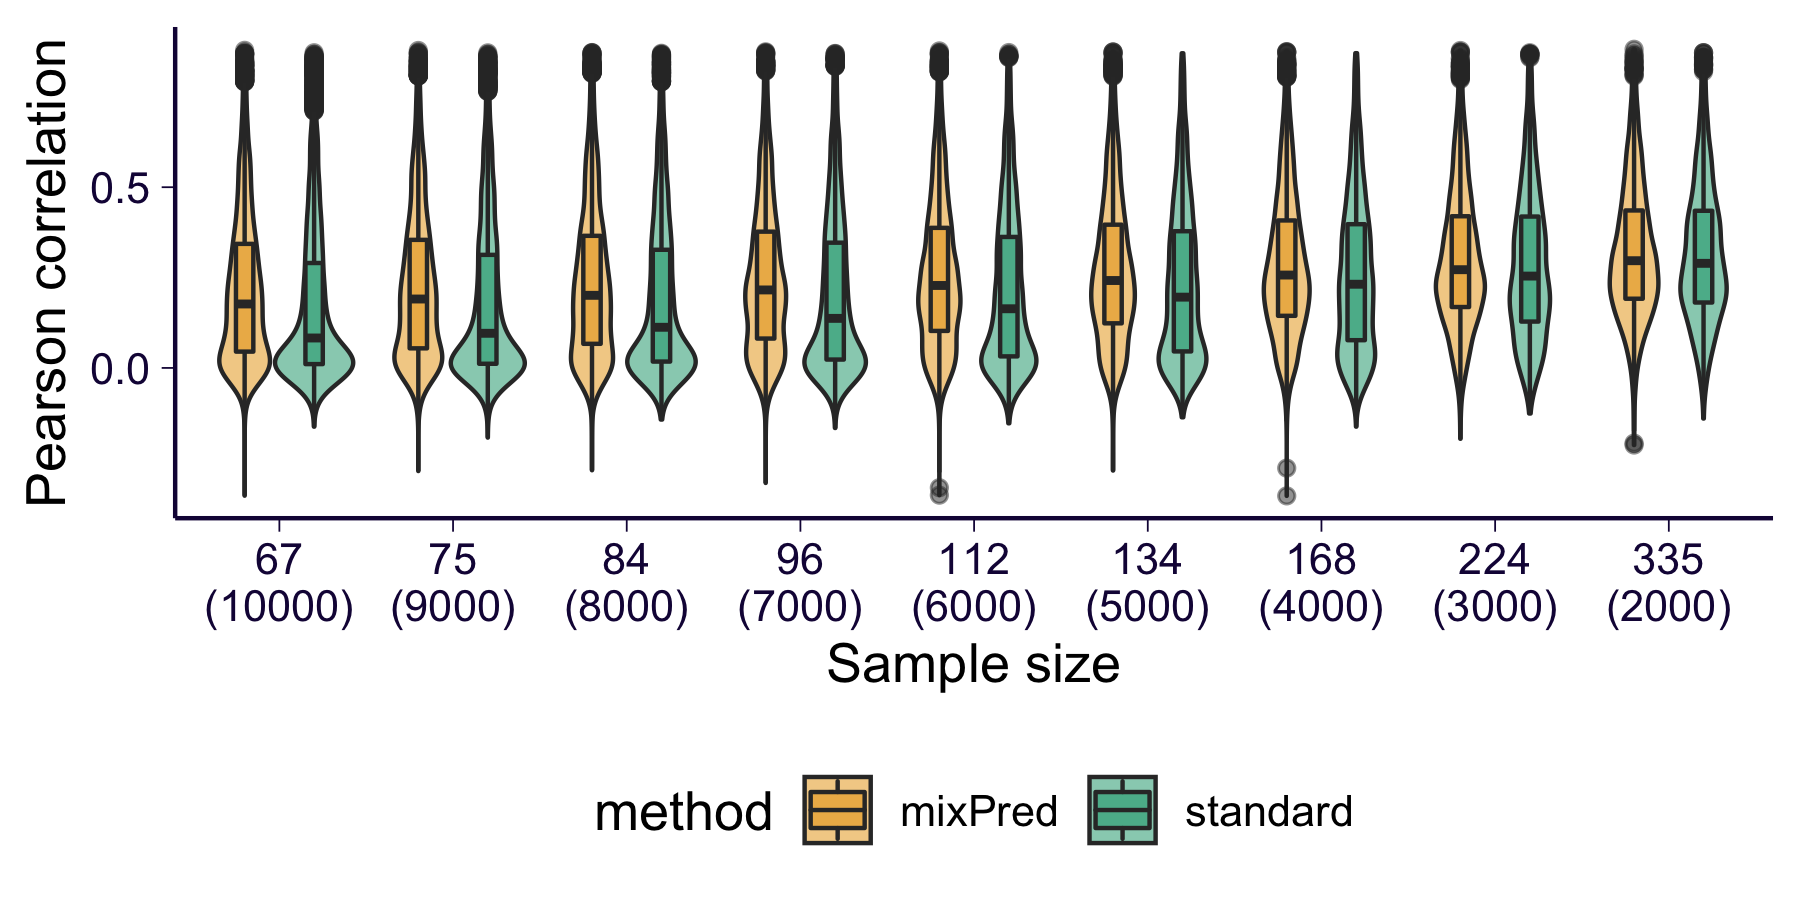 Pearson correlation
0.5
0.0
67 75 84 96 112 134 168 224 335
(10000) (9000) (8000) (7000) (6000) (5000) (4000) (3000) (2000)
Sample size
method mixPred standard